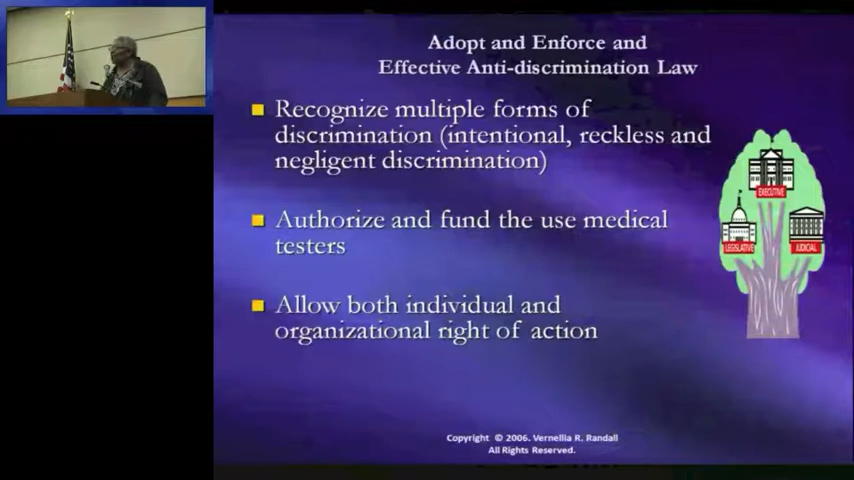 Adopt and Enforce and
Effective Anti-discrimination Law
Recognize multiple forms of
discrimination (intentional, reckless and
negligent discrimination)
Authorize and fund the use medical
testers
Allow both individual and
organizational right of action
EXECUTIVE
LEGISLATIVE
JUDICIAL
Copyright © 2006. Vernellia R. Randall
All Rights Reserved.